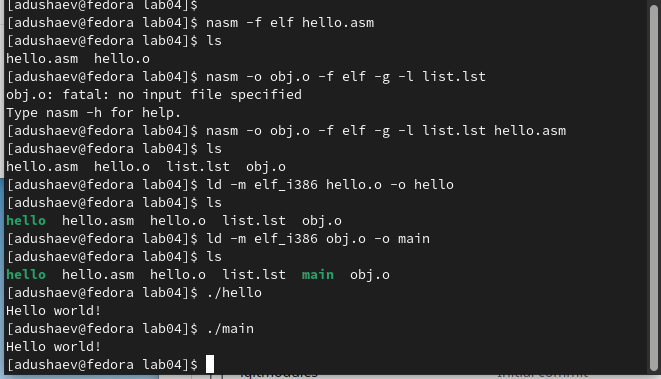 [adushaev@fedora lab04]$
[adushaev@fedora lab04]$ nasm -f elf hello.asm
[adushaev@fedora lab04]$ ls
hello.asm  hello.o
[adushaev@fedora lab04]$ nasm -o obj.o -f elf -g -l list.lst
obj.o: fatal: no input file specified
Type nasm -h for help.
[adushaev@fedora lab04]$ nasm -o obj.o -f elf -g -l list.lst hello.asm
[adushaev@fedora lab04]$ ls
hello.asm  hello.o  list.lst  obj.o
[adushaev@fedora lab04]$ ld -m elf_i386 hello.o -o hello
[adushaev@fedora lab04]$ ls
hello  hello.asm  hello.o  list.lst  obj.o
[adushaev@fedora lab04]$ ld -m elf_i386 obj.o -o main
[adushaev@fedora lab04]$ ls
hello  hello.asm  hello.o  list.lst  main  obj.o
[adushaev@fedora lab04]$ ./hello
Hello world!
[adushaev@fedora lab04]$ ./main
Hello world!
[adushaev@fedora lab04]$
.gitmodules Initial commit